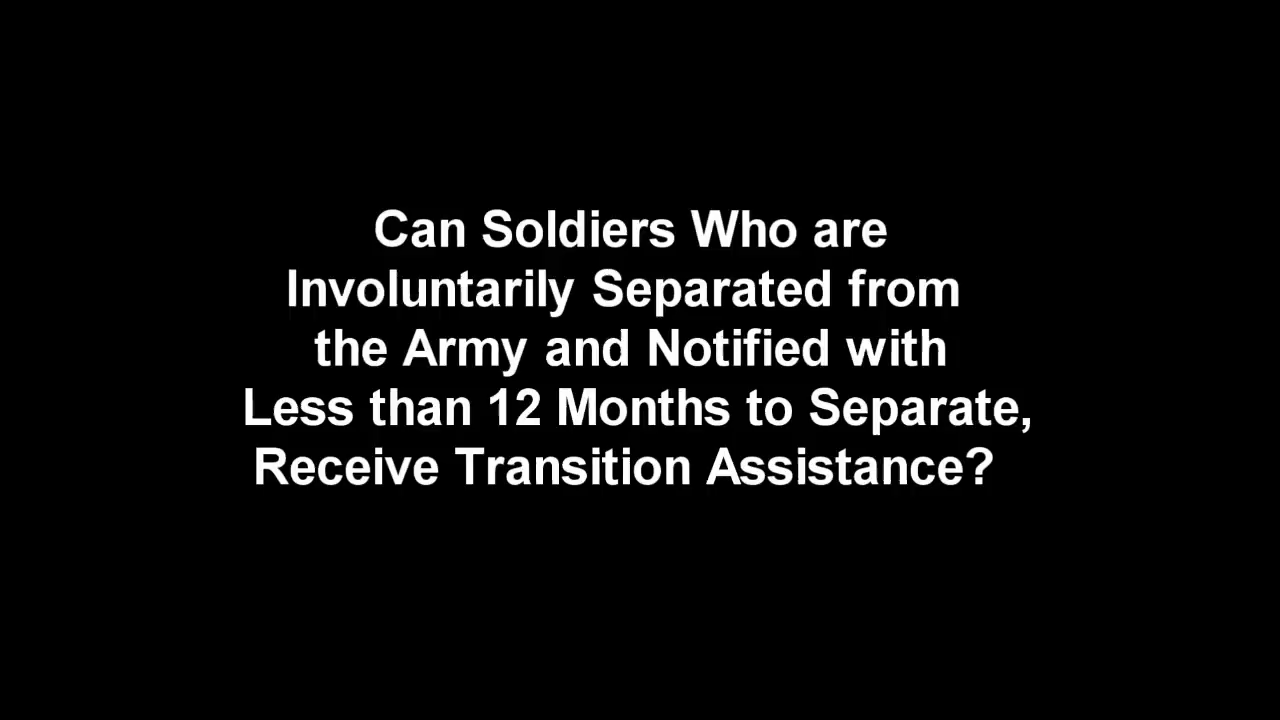 Can Soldiers Who are
Involuntarily Separated from
the Army and Notified with
Less than 12 Months to Separate,
Receive Transition Assistance?